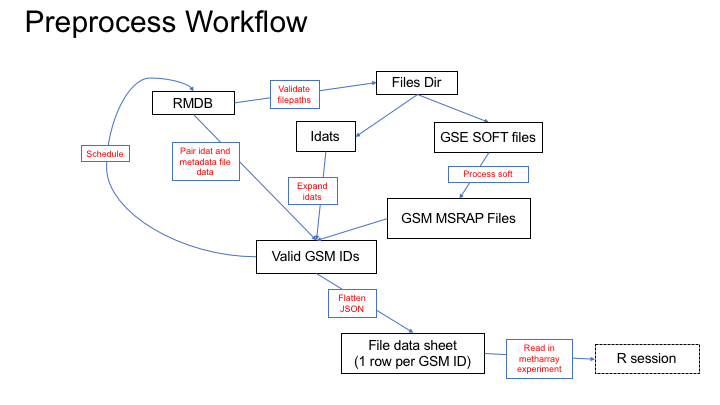 Preprocess Workflow
Files Dir
Validate
filepaths
RMDB
Idats
GSE SOFT files
Schedule
Pair idat and
metadata file
data
Process soft
Expand
idats
GSM MSRAP Files
Valid GSM IDs
Flatten
JSON
File data sheet
(1 row per GSM ID)
Read in
metharray
experiment
R session